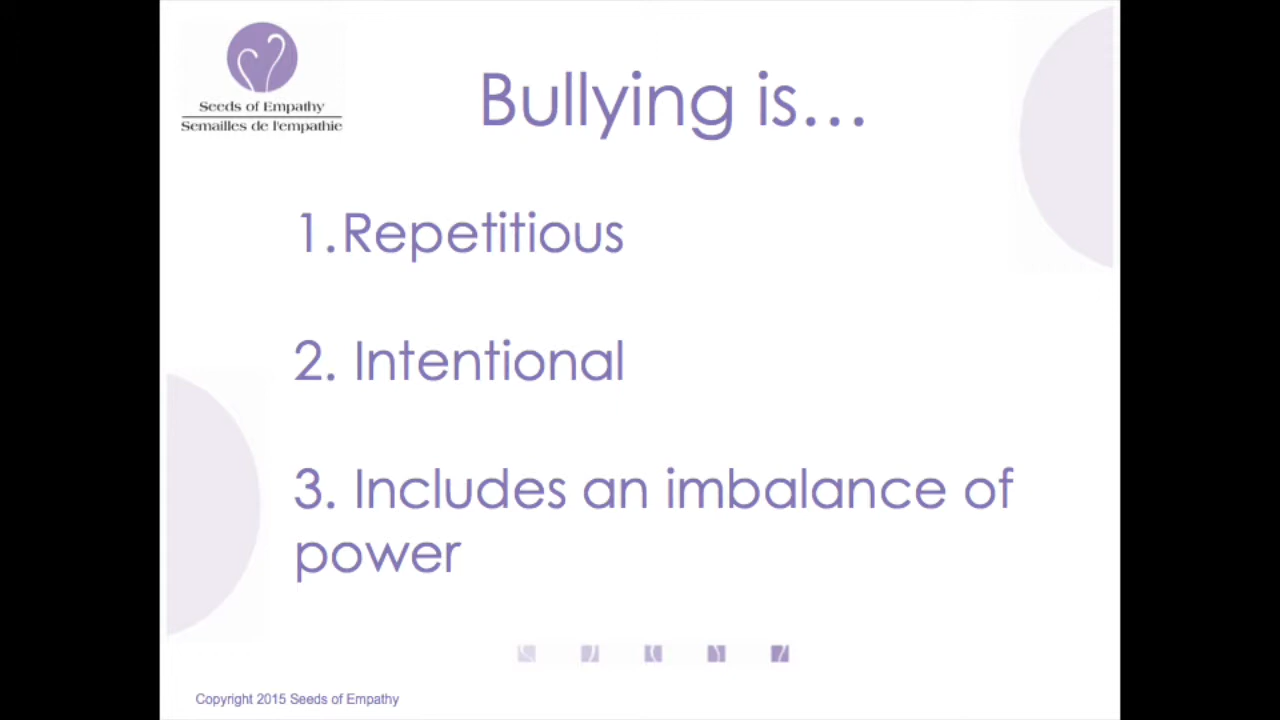 Seeds of Empathy
Semailles de l'empathie
Bullying is...
1.Repetitious
2. Intentional
3. Includes an imbalance of
power
Copyright 2015 Seeds of Empathy